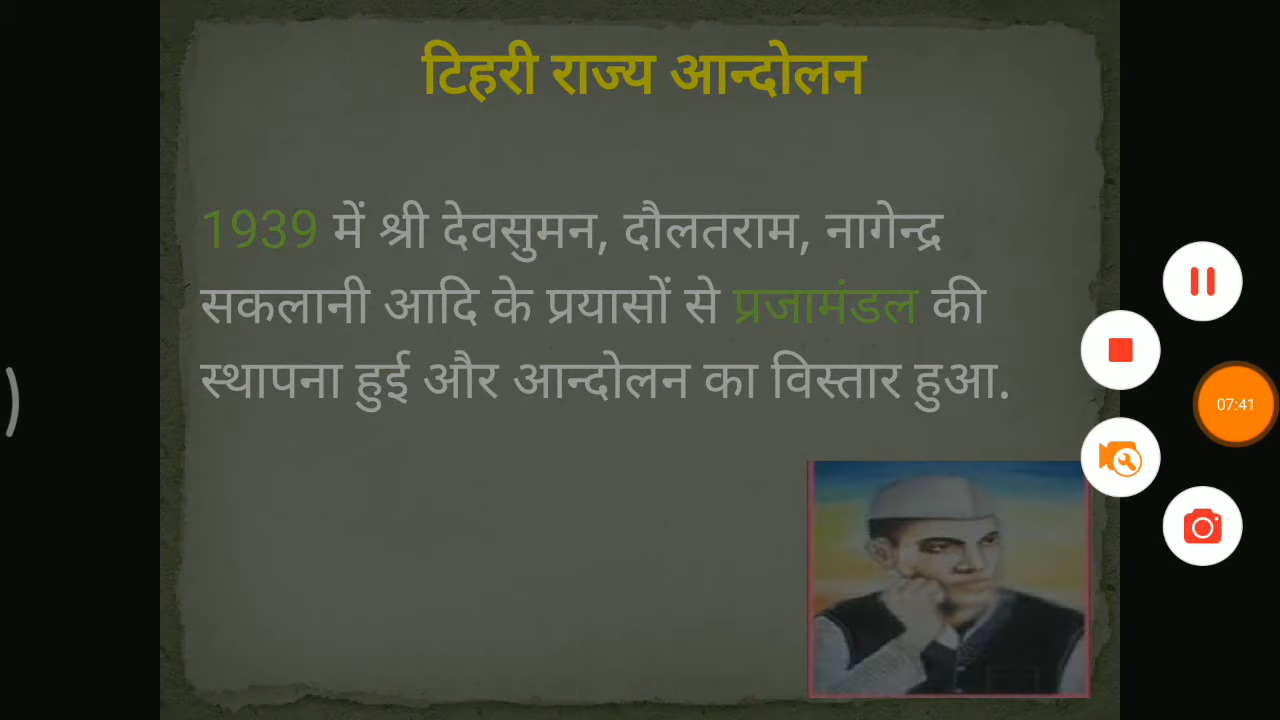 टिहरी राज्य आन्दोलन
1939 में श्री देवसुमन, दौलतराम, नागेन्द्र
सकलानी आदि के प्रयासों से प्रजामंडल की
स्थापना हुई और आन्दोलन का विस्तार हुआ.
07:41